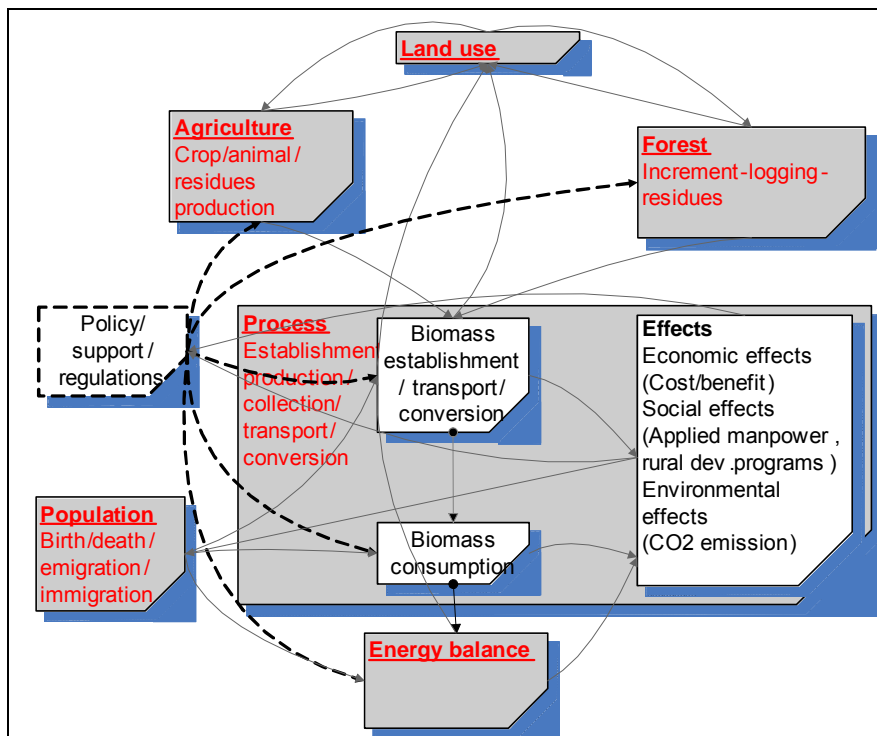 Land use
Agriculture
Crop/animal/
residues
production
Forest
Increment-logging-
residues
Policy/
support/
regulations
Process
Establishment
production/
collection/
transport/
conversion
Biomass
establishment
/ transport/
conversion
Effects
Economic effects
(Cost/benefit)
Social effects
(Applied manpower ,
rural dev .programs )
Environmental
effects
(CO2 emission)
Population
Birth/death/
emigration/
immigration
Biomass
consumption
Energy balance